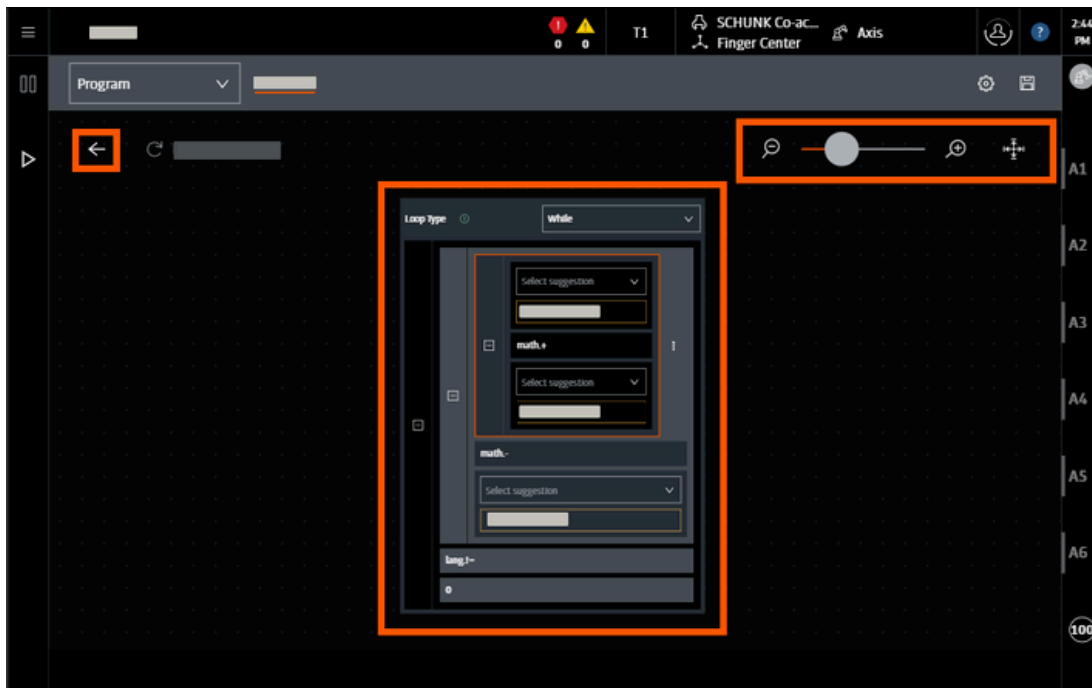 0 0
T1
SCHUNK Co-ac...
Finger Center
Axis
?
2:44
PM
Program
A1
Loop Type
While
A2
Select suggestion
A3
math.+
Select suggestion
A4
math.-
Select suggestion
A5
lang.!=
A6
0
100